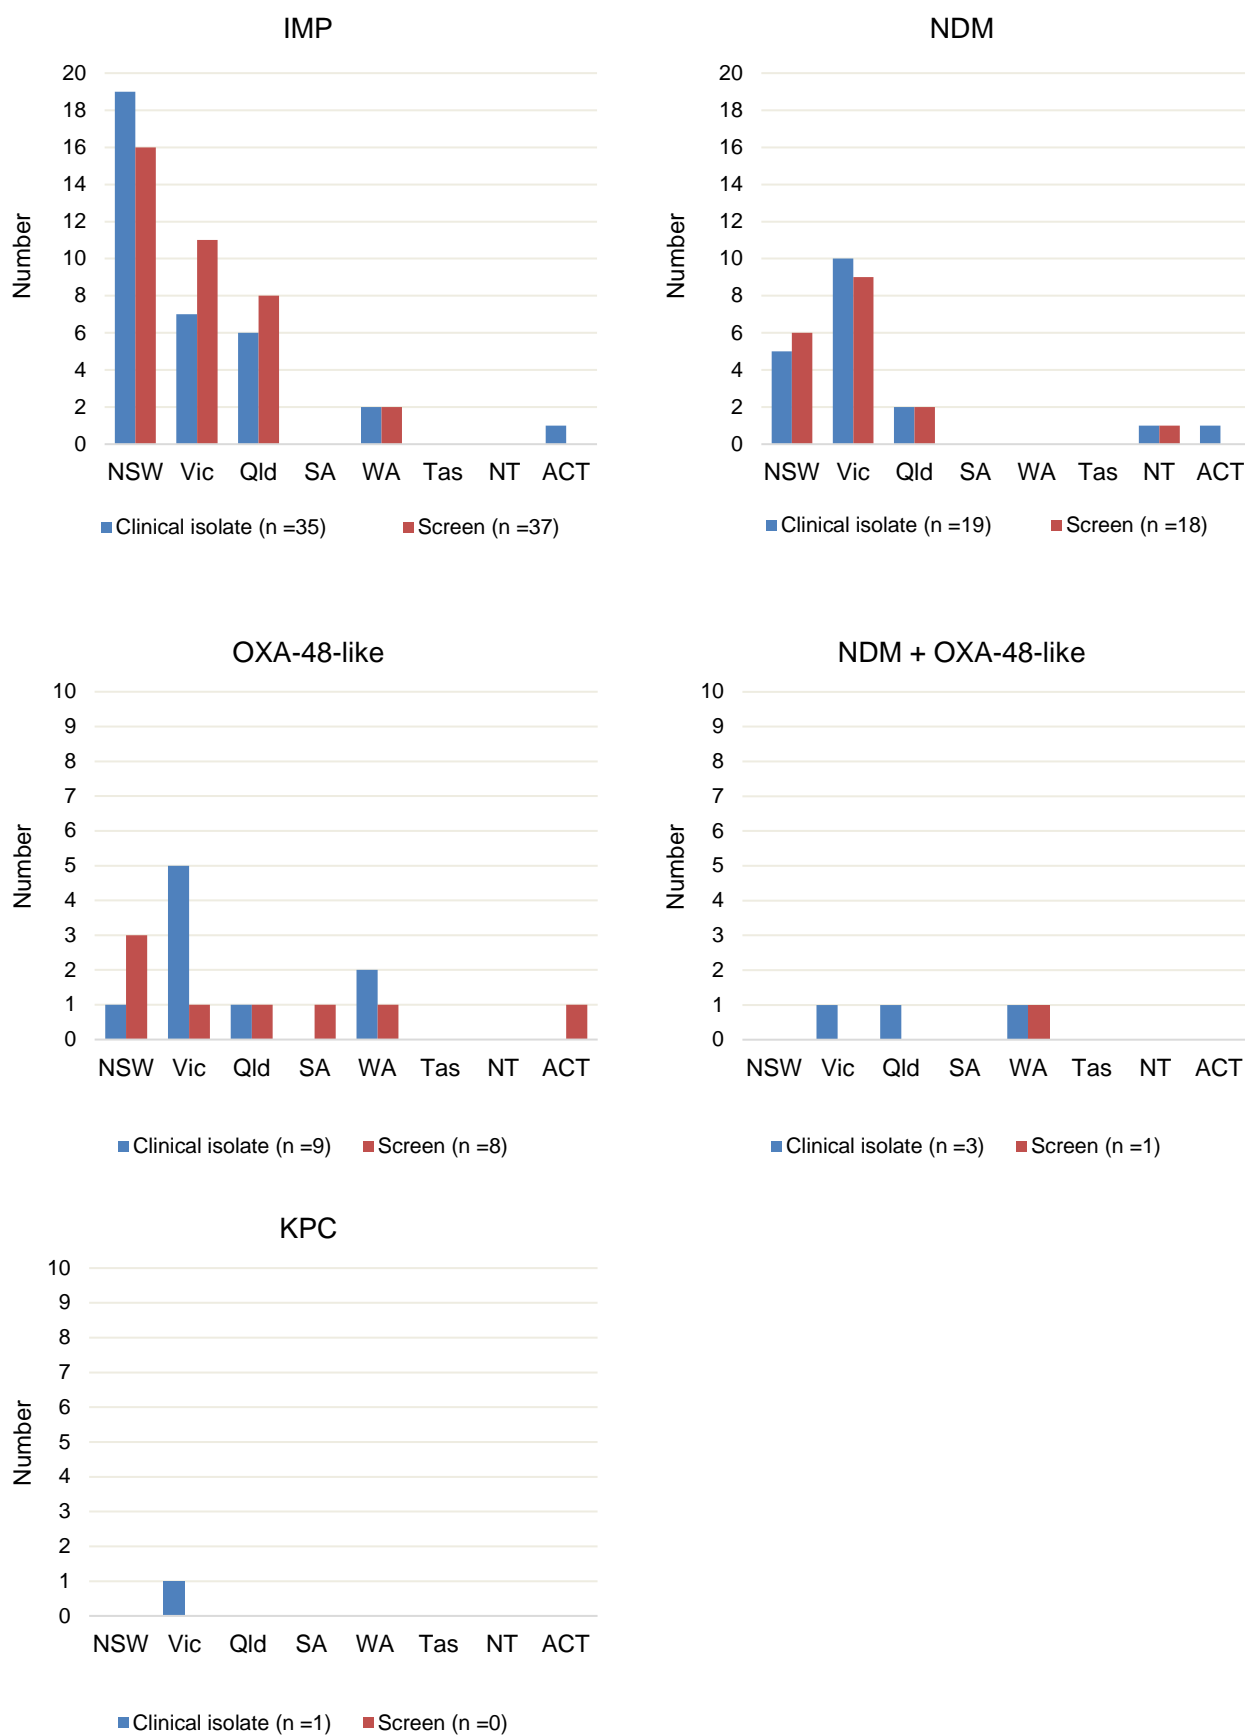 IMP
20
18
16
14
12
10
8
6
4
2
0
Number
NSW Vic Qld SA WA Tas NT ACT
Clinical isolate (n =35) Screen (n =37)
NDM
20
18
16
14
12
10
8
6
4
2
0
Number
NSW Vic Qld SA WA Tas NT ACT
Clinical isolate (n =19) Screen (n =18)
OXA-48-like
10
9
8
7
6
5
4
3
2
1
0
Number
NSW Vic Qld SA WA Tas NT ACT
Clinical isolate (n =9) Screen (n =8)
NDM + OXA-48-like
10
9
8
7
6
5
4
3
2
1
0
Number
NSW Vic Qld SA WA Tas NT ACT
Clinical isolate (n =3) Screen (n =1)
KPC
10
9
8
7
6
5
4
3
2
1
0
Number
NSW Vic Qld SA WA Tas NT ACT
Clinical isolate (n =1) Screen (n =0)